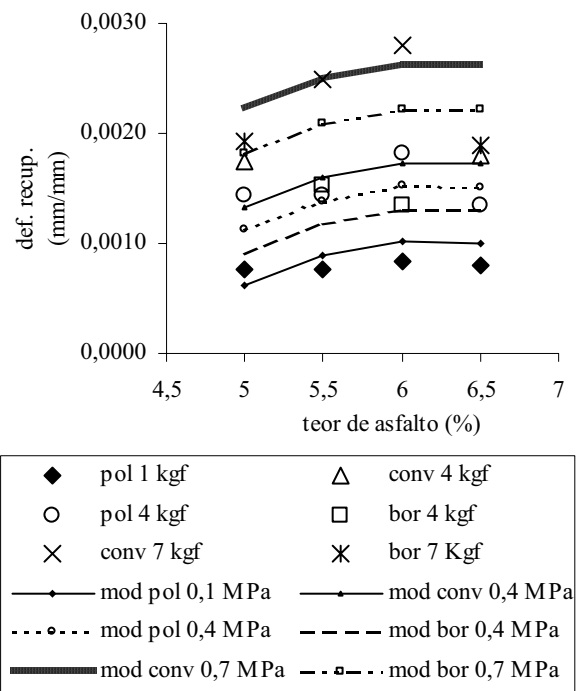 0,0030
0,0020
0,0010
0,0000
def. recup.
(mm/mm)
4,5 5 5,5 6 6,5 7
teor de asfalto (%)
pol 1 kgf conv 4 kgf
pol 4 kgf bor 4 kgf
conv 7 kgf bor 7 Kgf
mod pol 0,1 MPa mod conv 0,4 MPa
mod pol 0,4 MPa mod bor 0,4 MPa
mod conv 0,7 MPa mod bor 0,7 MPa